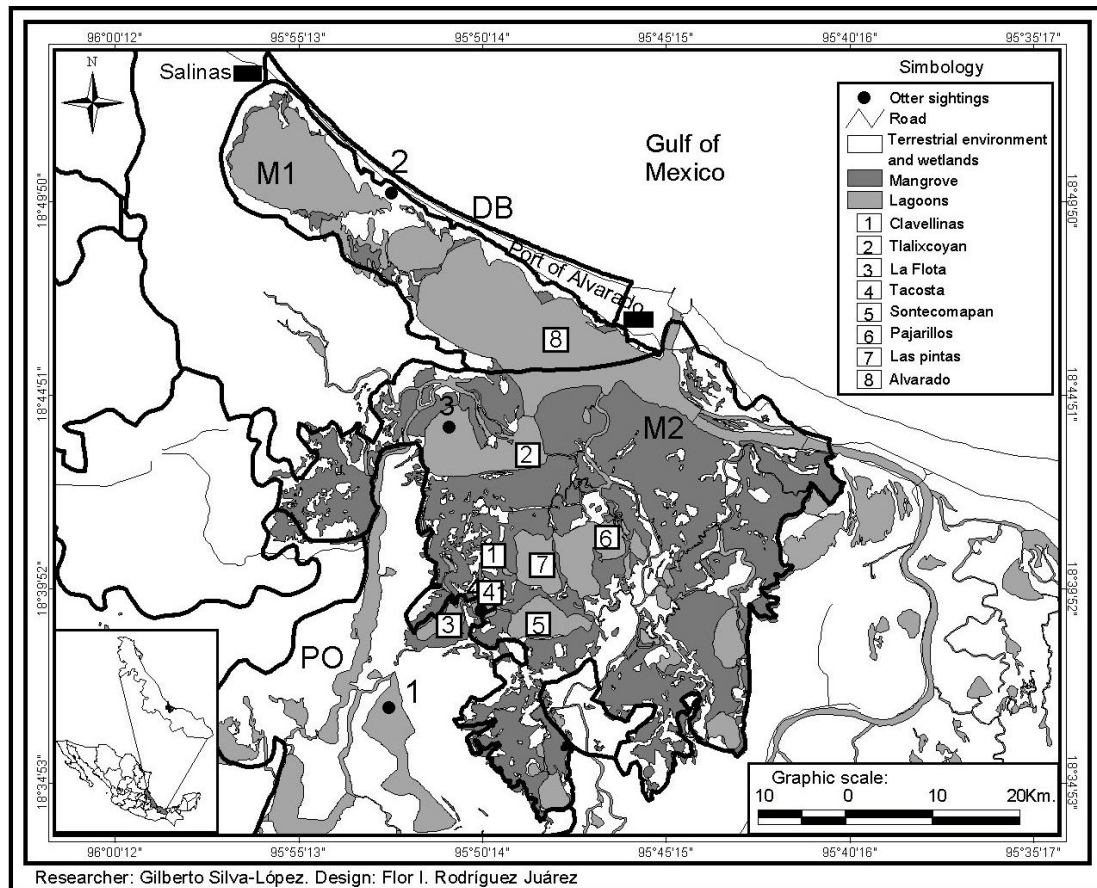 96°00'12"
95°55'13"
95°50'14"
95°45'15"
95°40'16"
95°35'17"
N
Salinas
Gulf of
Mexico
Simbology
Otter sightings
Road
Terrestrial environment
and wetlands
Mangrove
Lagoons
1 Clavellinas
2 Tlalixcoyan
3 La Flota
4 Tacosta
5 Sontecomapan
6 Pajarillos
7 Las pintas
8 Alvarado
M1
2
DB
Port of Alvarado
18°49'50"
18°49'50"
8
18°44'51"
18°44'51"
3
M2
2
6
1
7
18°39'52"
18°39'52"
4
3
5
PO
1
18°34'53"
18°34'53"
Graphic scale:
10 0 10 20Km.
96°00'12"
95°55'13"
95°50'14"
95°45'15"
95°40'16"
95°35'17"
Researcher: Gilberto Silva-López. Design: Flor I. Rodríguez Juárez